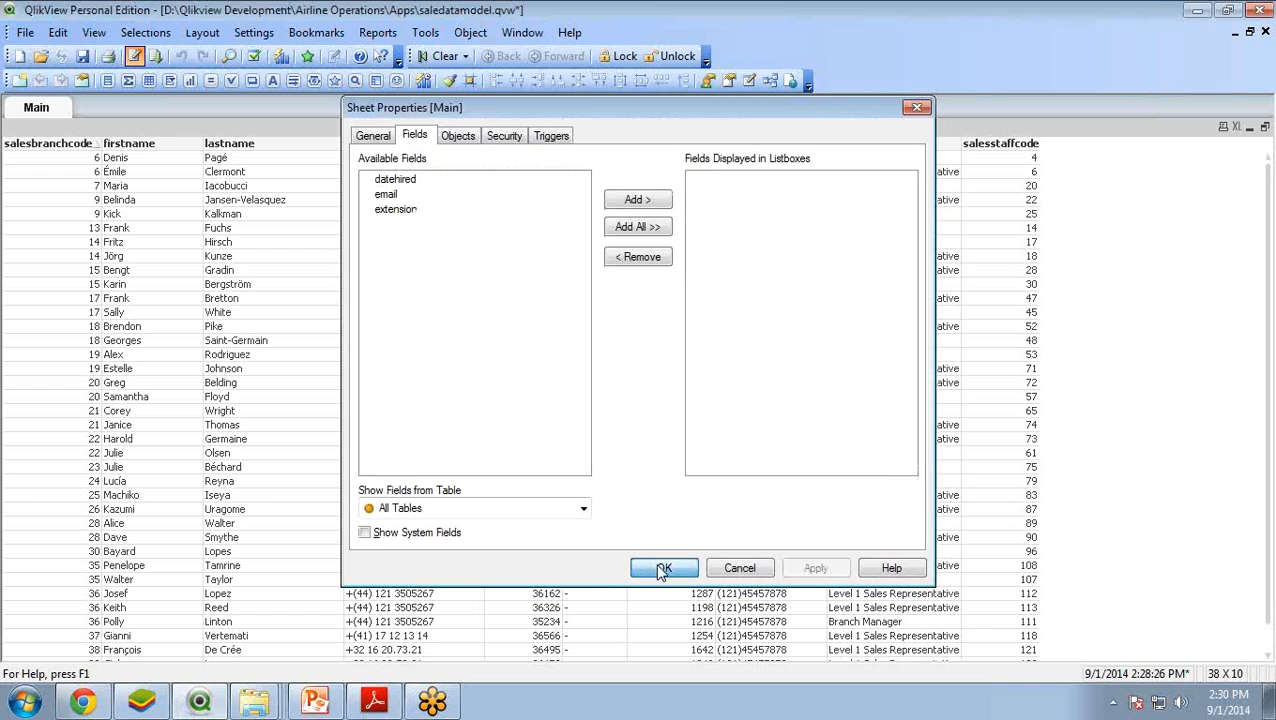 QlikView Personal Edition - [D:\Qlikview Development\Airline Operations\Apps\saledatamodel.qvw*]
File Edit View Selections Layout Settings Bookmarks Reports Tools Object Window Help
Clear Back Forward Lock Unlock
Main
Sheet Properties [Main]
General Fields Objects Security Triggers
Available Fields Fields Displayed in Listboxes
datehired
email
extension
Add >
Add All >>
< Remove
Show Fields from Table
All Tables
Show System Fields
OK Cancel Apply Help
salesbranchcode firstname lastname salesstaffcode
6 Denis Pagé 4
6 Émile Clermont ative 6
7 Maria Iacobucci 20
9 Belinda Jansen-Velasquez ative 22
9 Kick Kalkman 25
13 Frank Fuchs ative 14
14 Fritz Hirsch 17
14 Jörg Kunze ative 18
15 Bengt Gradin ative 28
15 Karin Bergström 30
17 Frank Bretton ative 47
17 Sally White 45
18 Brendon Pike ative 52
18 Georges Saint-Germain 48
19 Alex Rodriguez 53
19 Estelle Johnson ative 71
20 Greg Belding ative 72
20 Samantha Floyd 57
21 Corey Wright 65
21 Janice Thomas ative 74
22 Harold Germaine ative 73
22 Julie Olsen 61
23 Julie Béchard 75
24 Lucía Reyna 79
25 Machiko Iseya ative 83
26 Kazumi Uragome ative 87
28 Alice Walter 89
28 Dave Smythe ative 90
30 Bayard Lopes 96
35 Penelope Tamrine ative 108
35 Walter Taylor 107
36 Josef Lopez +(44) 121 3505267 36162 - 1287 (121)45457878 Level 1 Sales Representative 112
36 Keith Reed +(44) 121 3505267 36326 - 1198 (121)45457878 Level 1 Sales Representative 113
36 Polly Linton +(44) 121 3505267 35234 - 1216 (121)45457878 Branch Manager 111
37 Gianni Vertemati +(41) 17 12 13 14 36566 - 1254 (121)45457878 Level 1 Sales Representative 118
38 François De Crée +32 16 20.73.21 36495 - 1642 (121)45457878 Level 1 Sales Representative 121
For Help, press F1 9/1/2014 2:28:26 PM* 38 X 10
2:30 PM
9/1/2014